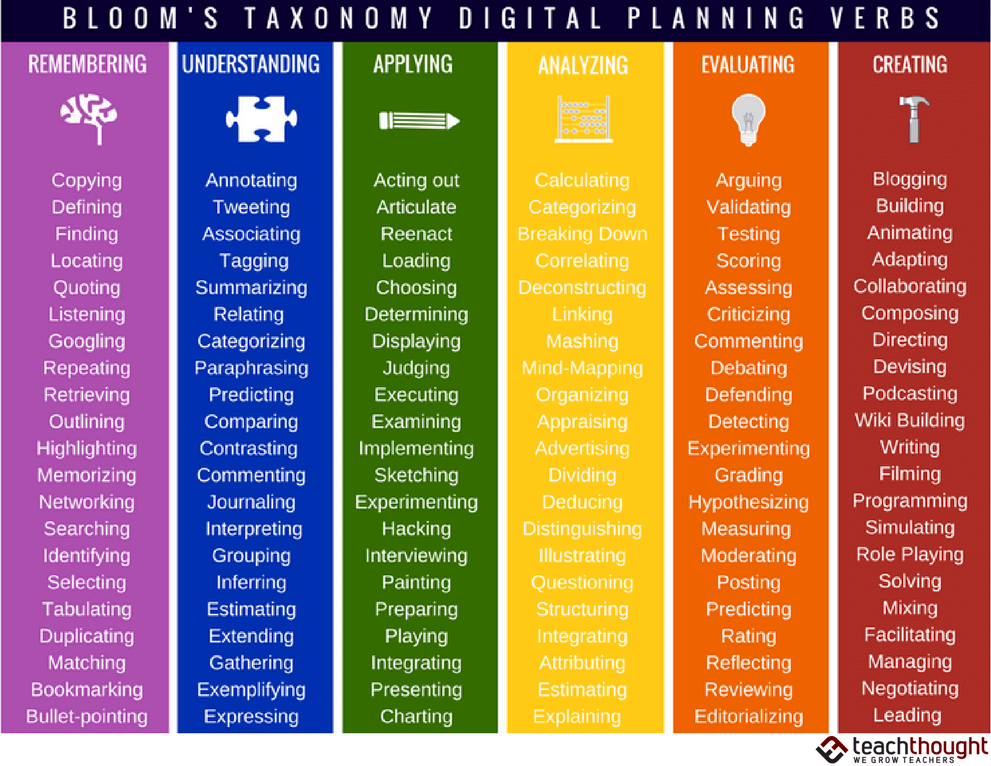 BLOOM'S TAXONOMY DIGITAL PLANNING VERBS
REMEMBERING
Copying
Defining
Finding
Locating
Quoting
Listening
Googling
Repeating
Retrieving
Outlining
Highlighting
Memorizing
Networking
Searching
Identifying
Selecting
Tabulating
Duplicating
Matching
Bookmarking
Bullet-pointing
UNDERSTANDING
Annotating
Tweeting
Associating
Tagging
Summarizing
Relating
Categorizing
Paraphrasing
Predicting
Comparing
Contrasting
Commenting
Journaling
Interpreting
Grouping
Inferring
Estimating
Extending
Gathering
Exemplifying
Expressing
APPLYING
Acting out
Articulate
Reenact
Loading
Choosing
Determining
Displaying
Judging
Executing
Examining
Implementing
Sketching
Experimenting
Hacking
Interviewing
Painting
Preparing
Playing
Integrating
Presenting
Charting
ANALYZING
Calculating
Categorizing
Breaking Down
Correlating
Deconstructing
Linking
Mashing
Mind-Mapping
Organizing
Appraising
Advertising
Dividing
Deducing
Distinguishing
Illustrating
Questioning
Structuring
Integrating
Attributing
Estimating
Explaining
EVALUATING
Arguing
Validating
Testing
Scoring
Assessing
Criticizing
Commenting
Debating
Defending
Detecting
Experimenting
Grading
Hypothesizing
Measuring
Moderating
Posting
Predicting
Rating
Reflecting
Reviewing
Editorializing
CREATING
Blogging
Building
Animating
Adapting
Collaborating
Composing
Directing
Devising
Podcasting
Wiki Building
Writing
Filming
Programming
Simulating
Role Playing
Solving
Mixing
Facilitating
Managing
Negotiating
Leading
teachthought
WE GROW TEACHERS